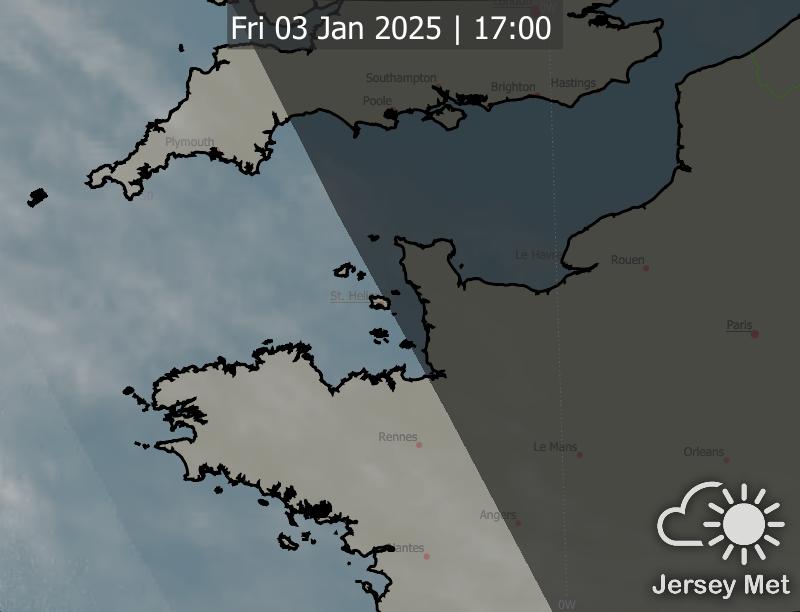 London
Fri 03 Jan 2025 | 17:00
Southampton
Brighton
Hastings
Poole
Plymouth
Le Havre
Rouen
St. Helier
Paris
Rennes
Le Mans
Orleans
Angers
Nantes
Jersey Met
0W